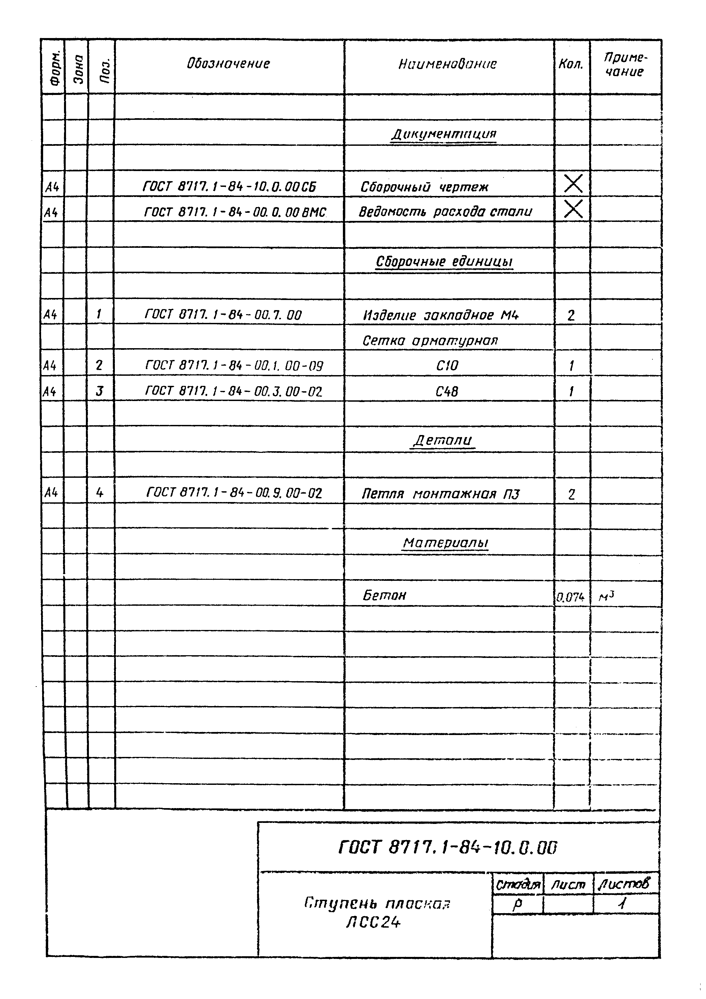 Форм. Зона Поз. Обозначение Наименование Кол. Приме-
чание
Документация
А4 ГОСТ 8717.1-84-10.0.00СБ Сборочный чертеж
А4 ГОСТ 8717.1-84-00.0.00ВМС Ведомость расхода стали
Сборочные единицы
А4 1 ГОСТ 8717.1-84-00.7.00 Изделие закладное М4 2
Сетка арматурная
А4 2 ГОСТ 8717.1-84-00.1.00-09 С10 1
А4 3 ГОСТ 8717.1-84-00.3.00-02 С48 1
Детали
А4 4 ГОСТ 8717.1-84-00.9.00-02 Петля монтажная П3 2
Материалы
Бетон 0.074 м³
ГОСТ 8717.1-84-10.0.00
Ступень плоская
ЛСС24
Стадия Лист Листов
Р 1